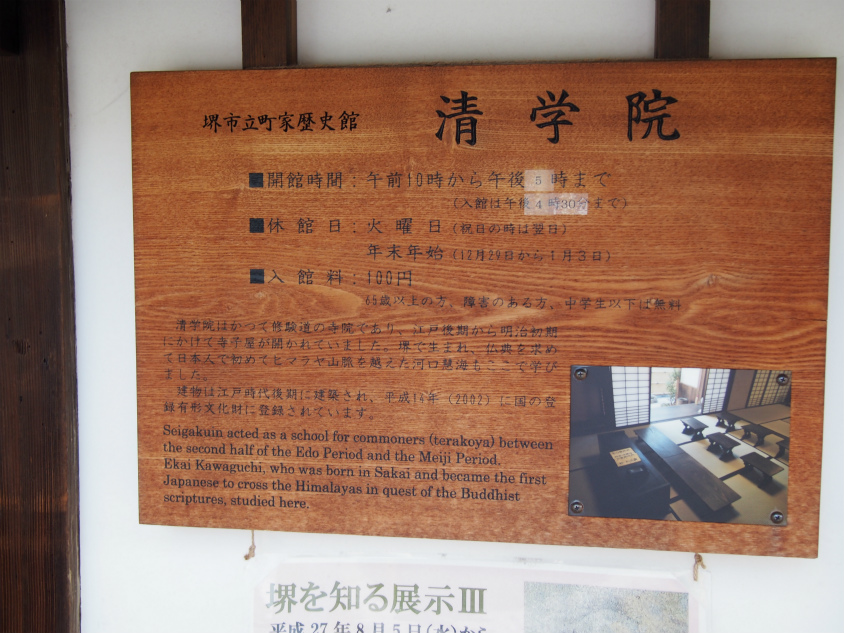 堺市立町家歴史館 清学院
■開館時間：午前10時から午後5時まで
（入館は午後4時30分まで）
■休館日：火曜日（祝日の時は翌日）
年末年始（12月29日から1月3日）
■入館料：100円
65歳以上の方、障害のある方、中学生以下は無料
清学院はかつて修験道の寺院であり、江戸後期から明治初期
にかけて寺子屋が開かれていました。堺で生まれ、仏典を求め
て日本人で初めてヒマラヤ山脈を越えた河口慧海もここで学び
ました。
建物は江戸時代後期に建築され、平成14年（2002）に国の登
録有形文化財に登録されています。
Seigakuin acted as a school for commoners (terakoya) between
the second half of the Edo Period and the Meiji Period.
Ekai Kawaguchi, who was born in Sakai and became the first
Japanese to cross the Himalayas in quest of the Buddhist
scriptures, studied here.
堺を知る展示III
平成27年8月5日(水)から